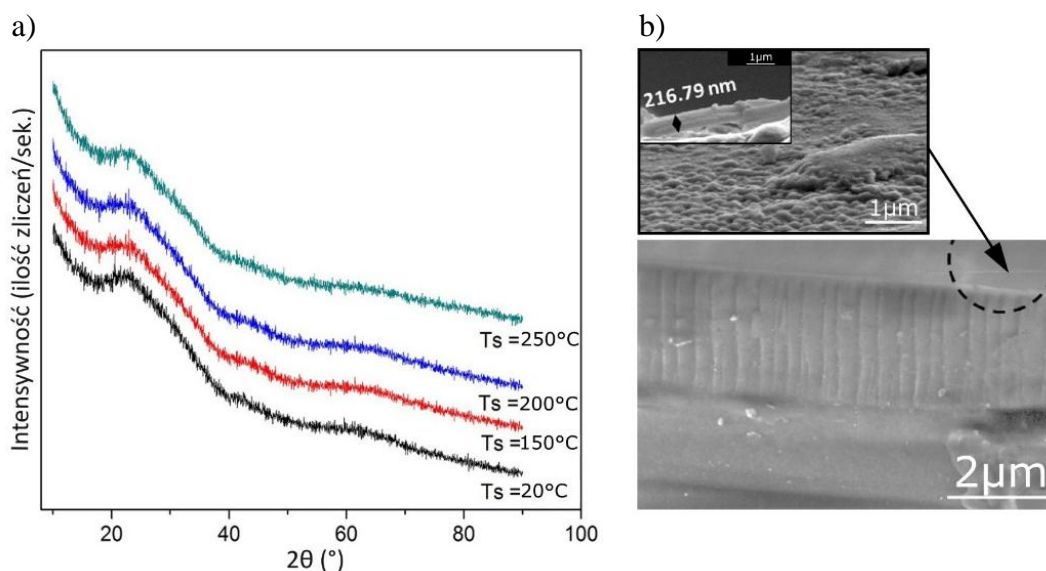 a)
Intensywność (ilość zliczeń/sek.)
Ts =250°C
Ts =200°C
Ts =150°C
Ts =20°C
20
40
60
80
100
2θ (°)
b)
1µm
216.79 nm
1µm
2µm